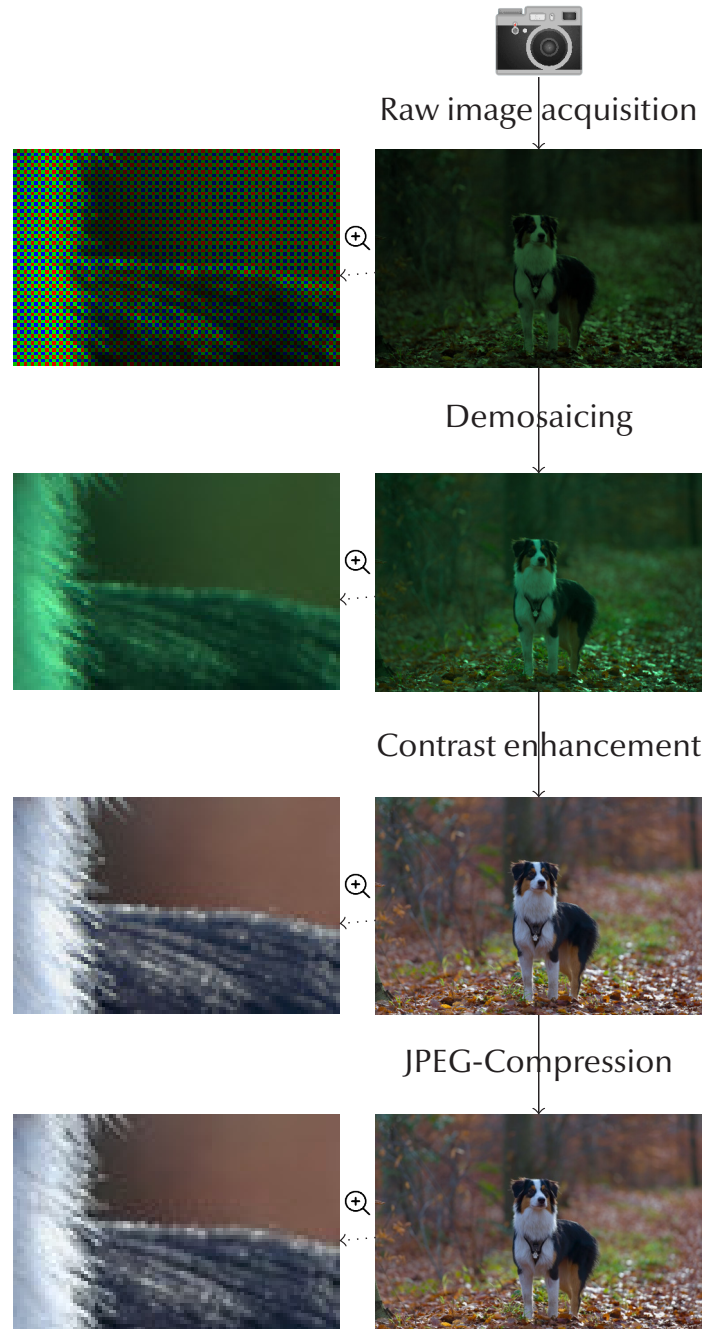 Raw image acquisition
Demosaicing
Contrast enhancement
JPEG-Compression